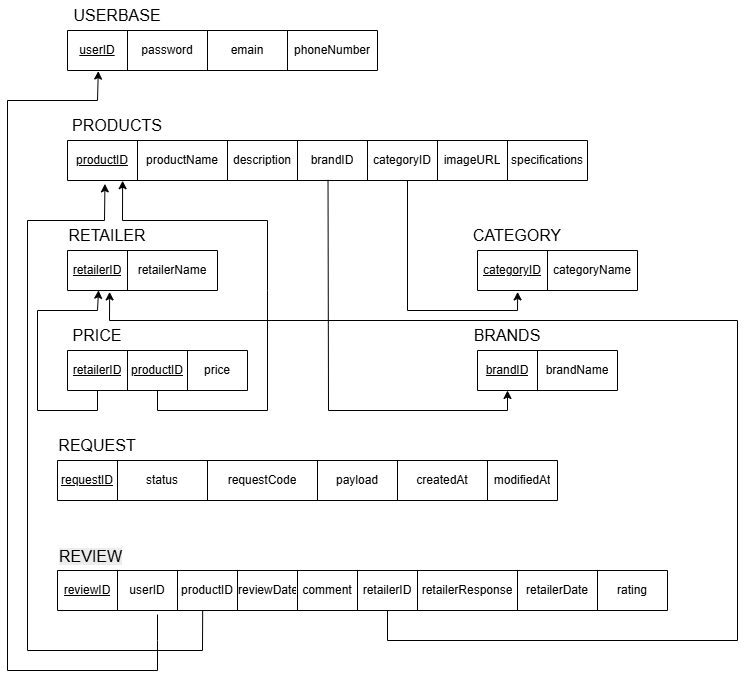 USERBASE
userID password emain phoneNumber
PRODUCTS
productID productName description brandID categoryID imageURL specifications
RETAILER CATEGORY
retailerID retailerName categoryID categoryName
PRICE BRANDS
retailerID productID price brandID brandName
REQUEST
requestID status requestCode payload createdAt modifiedAt
REVIEW
reviewID userID productID reviewDate comment retailerID retailerResponse retailerDate rating